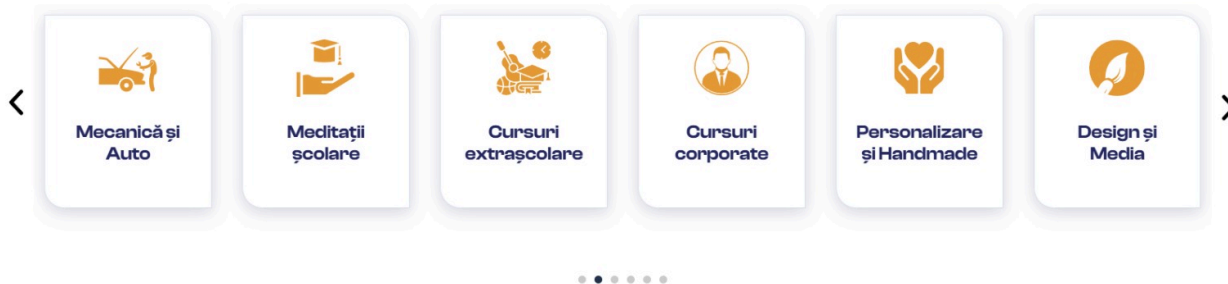 Mecanică și
Auto
Meditații
școlare
Cursuri
extrașcolare
Cursuri
corporate
Personalizare
și Handmade
Design și
Media